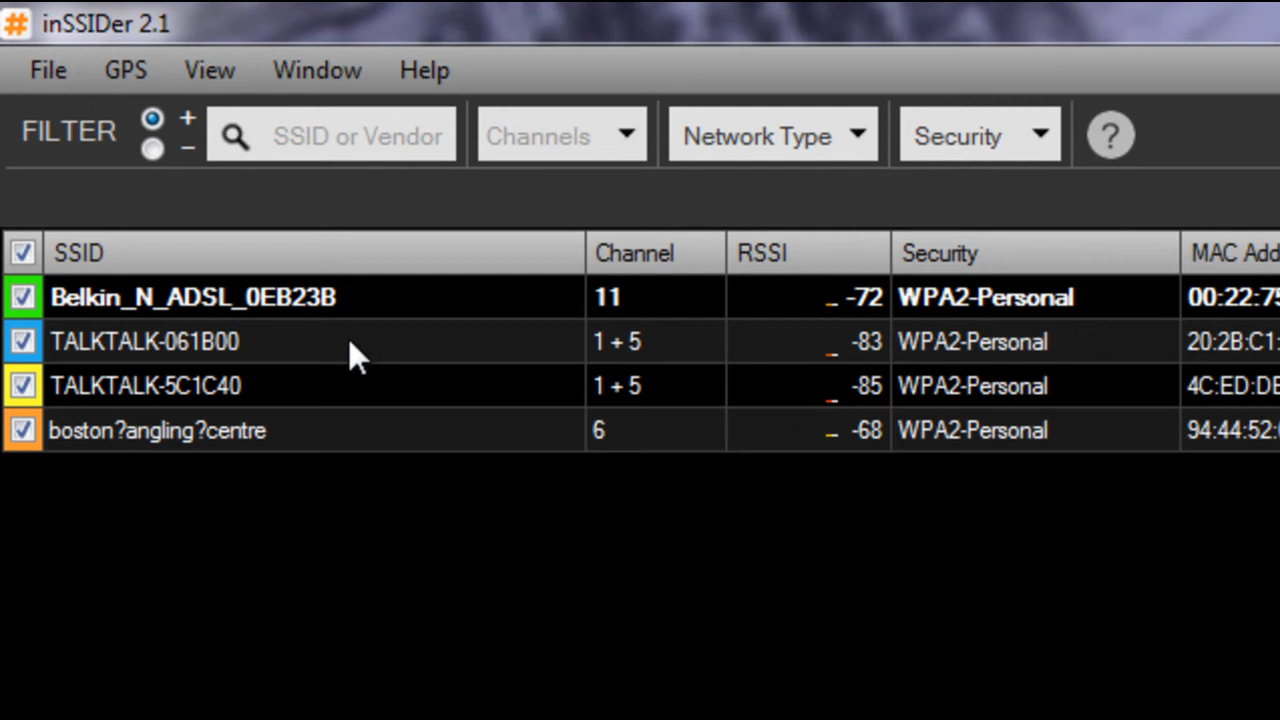 inSSIDer 2.1
File GPS View Window Help
FILTER + - SSID or Vendor Channels Network Type Security ?
SSID Channel RSSI Security MAC Add
Belkin_N_ADSL_0EB23B 11 -72 WPA2-Personal 00:22:75
TALKTALK-061B00 1 + 5 -83 WPA2-Personal 20:2B:C1:
TALKTALK-5C1C40 1 + 5 -85 WPA2-Personal 4C:ED:DE
boston?angling?centre 6 -68 WPA2-Personal 94:44:52: